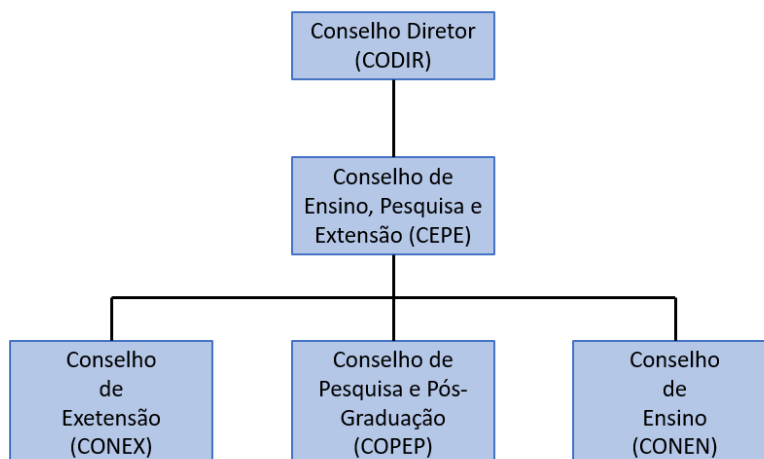 Conselho Diretor
(CODIR)
Conselho de
Ensino, Pesquisa e
Extensão (CEPE)
Conselho
de
Exetensão
(CONEX)
Conselho de
Pesquisa e Pós-
Graduação
(COPEP)
Conselho
de
Ensino
(CONEN)